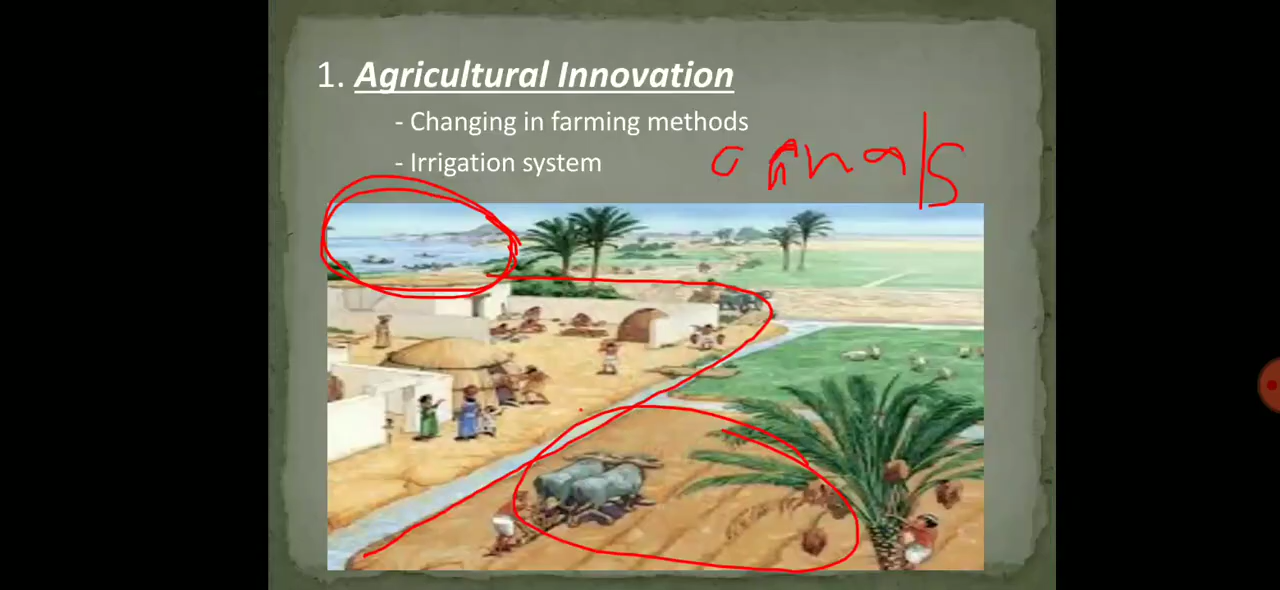 1. Agricultural Innovation
- Changing in farming methods
- Irrigation system
canals